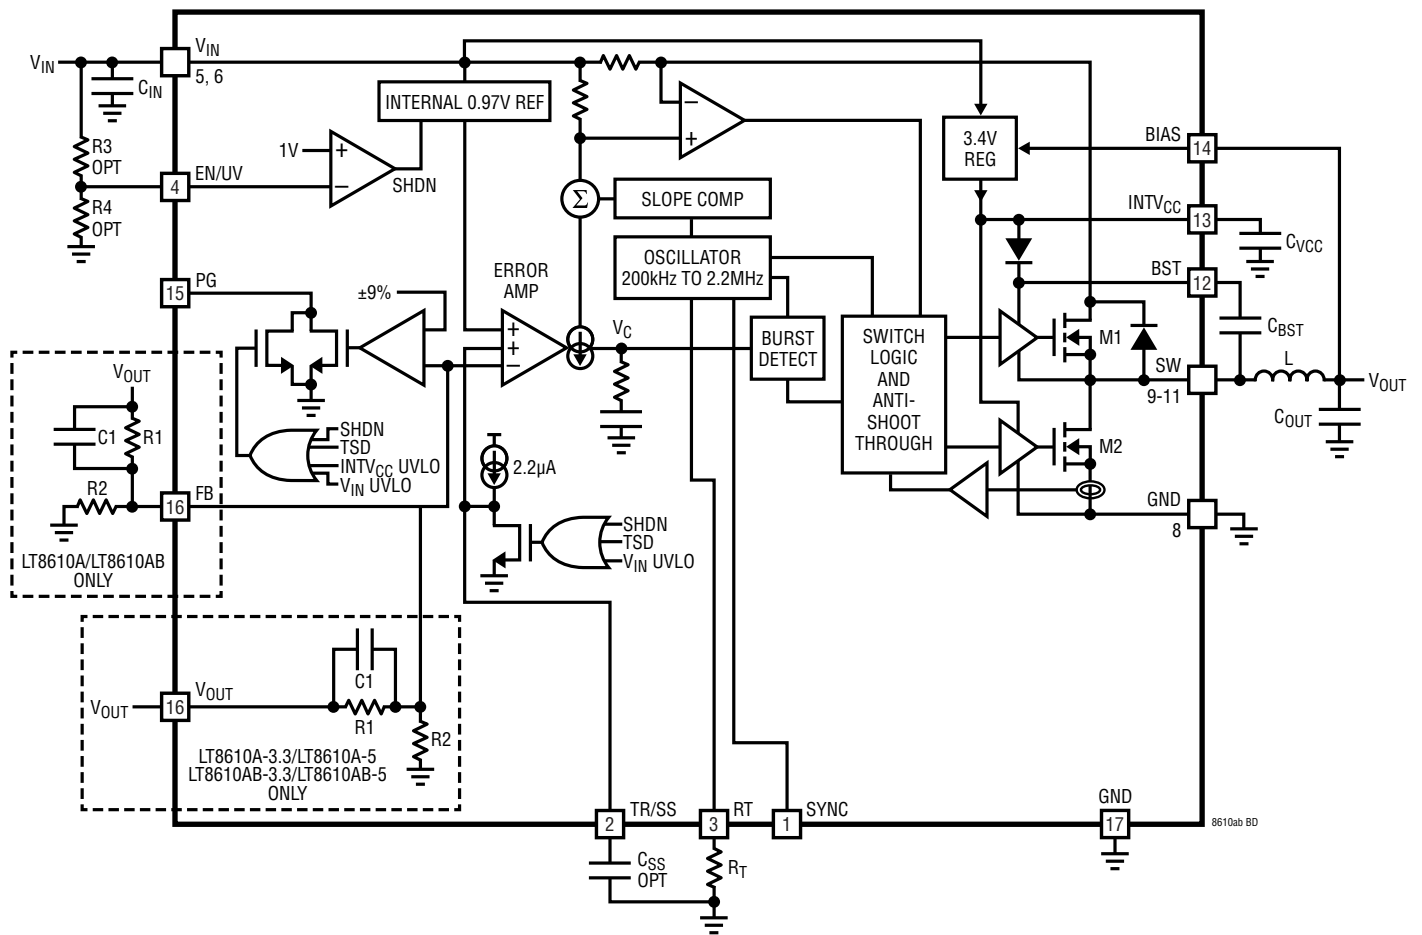 VIN
VIN
5, 6
CIN
INTERNAL 0.97V REF
–
+
3.4V
REG
BIAS
14
R3
OPT
1V
+
–
SHDN
4
EN/UV
R4
OPT
Σ
SLOPE COMP
INTVCC
13
CVCC
OSCILLATOR
200kHz TO 2.2MHz
BST
12
CBST
15
PG
±9%
ERROR
AMP
+
+
–
VC
BURST
DETECT
SWITCH
LOGIC
AND
ANTI-
SHOOT
THROUGH
M1
SW
9-11
L
VOUT
COUT
M2
VOUT
C1
R1
R2
16
FB
LT8610A/LT8610AB
ONLY
SHDN
TSD
INTVCC UVLO
VIN UVLO
2.2µA
SHDN
TSD
VIN UVLO
GND
8
VOUT
16
VOUT
C1
R1
R2
LT8610A-3.3/LT8610A-5
LT8610AB-3.3/LT8610AB-5
ONLY
2
TR/SS
3
RT
1
SYNC
GND
17
8610ab BD
CSS
OPT
RT